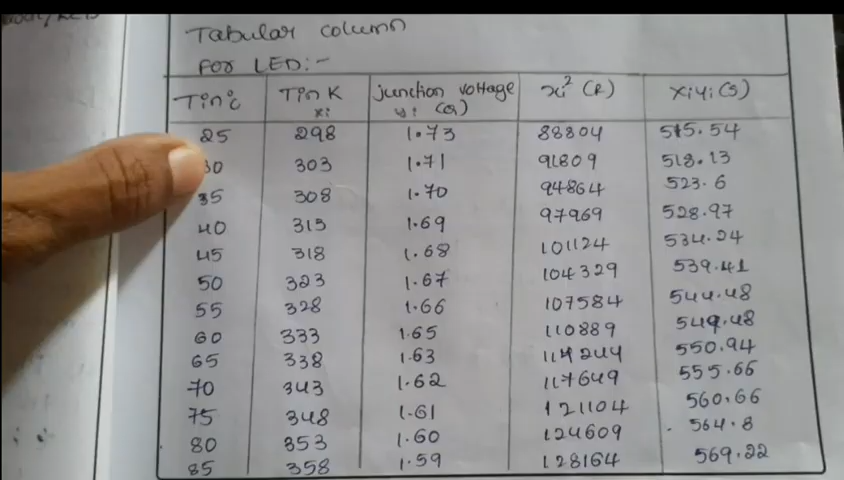 Tabular column
FOR LED:-
T in °C T in K xi junction voltage yi (Q) xi² (R) xiyi (S)
25 298 1.73 88804 515.54
30 303 1.71 91809 518.13
35 308 1.70 94864 523.6
40 313 1.69 97969 528.97
45 318 1.68 101124 534.24
50 323 1.67 104329 539.41
55 328 1.66 107584 544.48
60 333 1.65 110889 549.48
65 338 1.63 114244 550.94
70 343 1.62 117649 555.66
75 348 1.61 121104 560.66
80 353 1.60 124609 564.8
85 358 1.59 128164 569.22